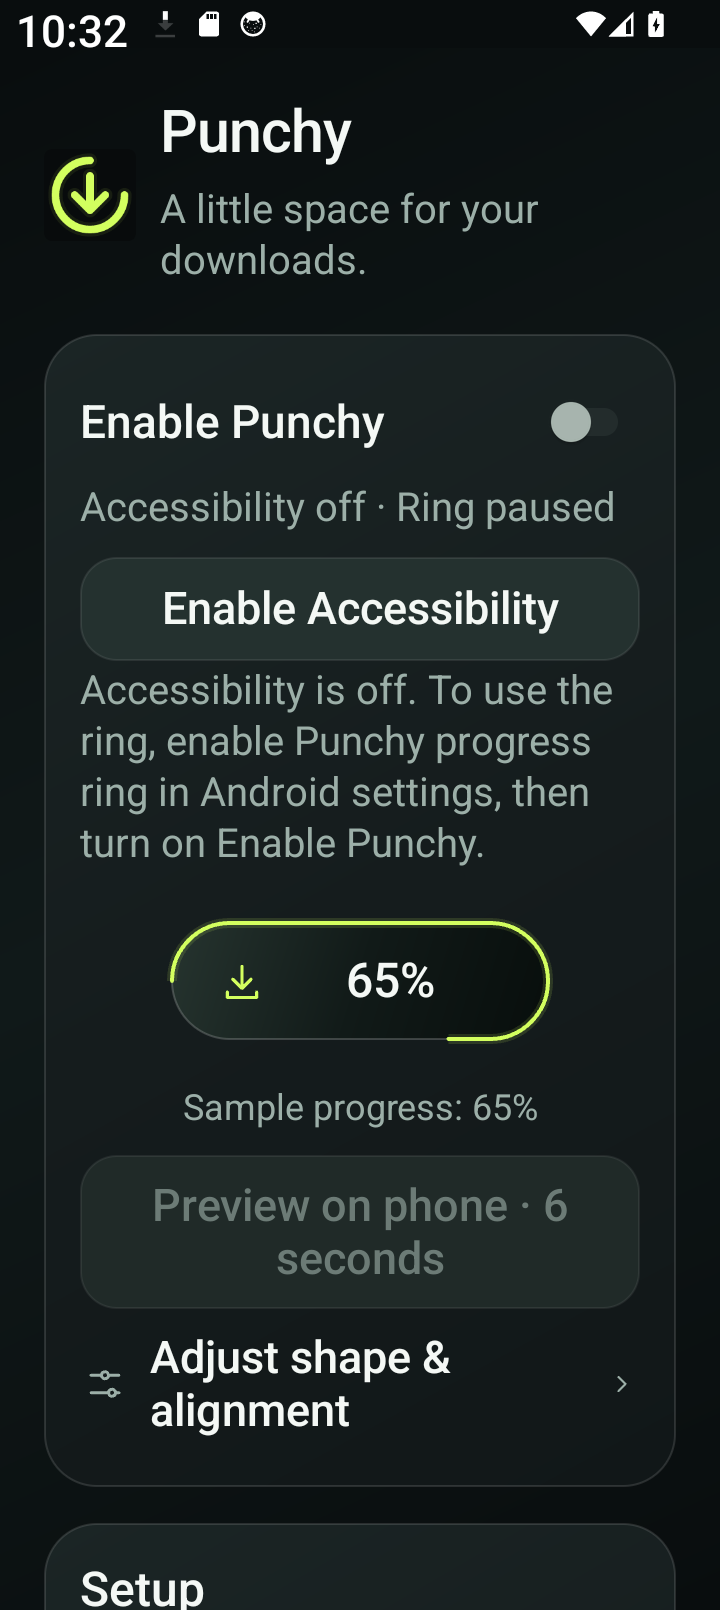 10:32
Punchy
A little space for your
downloads.
Enable Punchy
Accessibility off · Ring paused
Enable Accessibility
Accessibility is off. To use the
ring, enable Punchy progress
ring in Android settings, then
turn on Enable Punchy.
65%
Sample progress: 65%
Preview on phone · 6
seconds
Adjust shape &
alignment
Setup